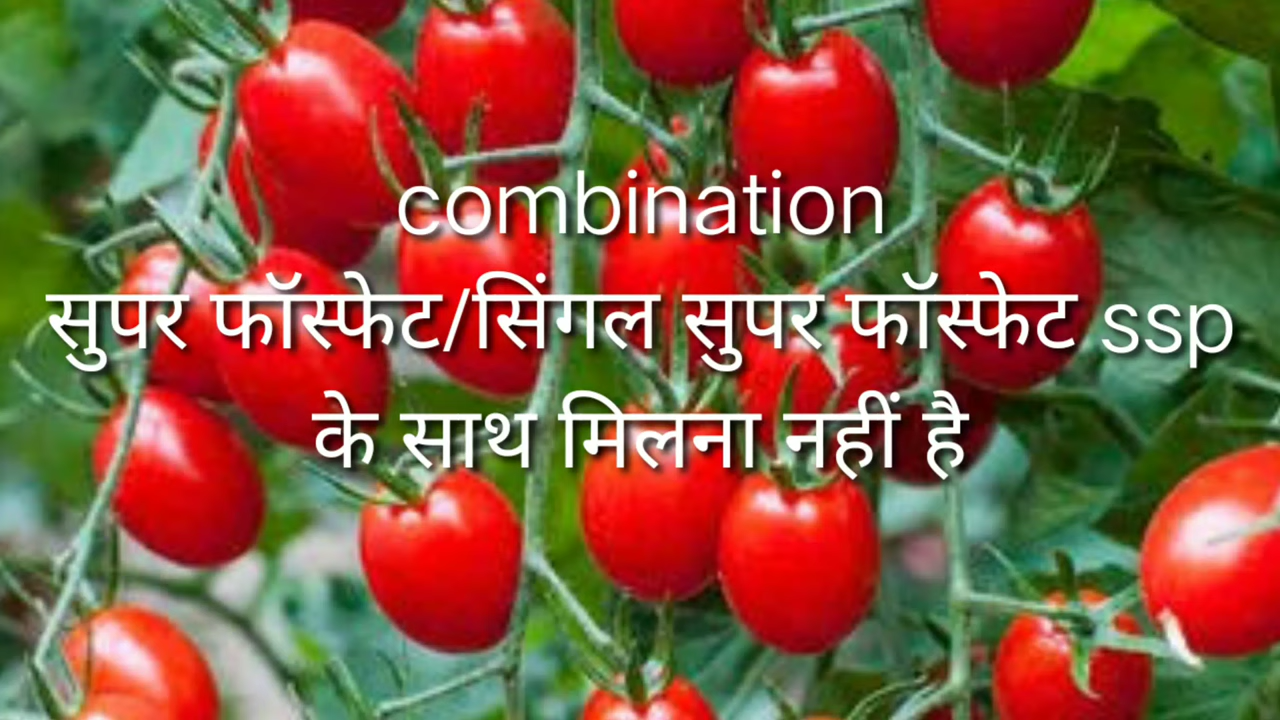 combination
सुपर फॉस्फेट/सिंगल सुपर फॉस्फेट ssp
के साथ मिलना नहीं है